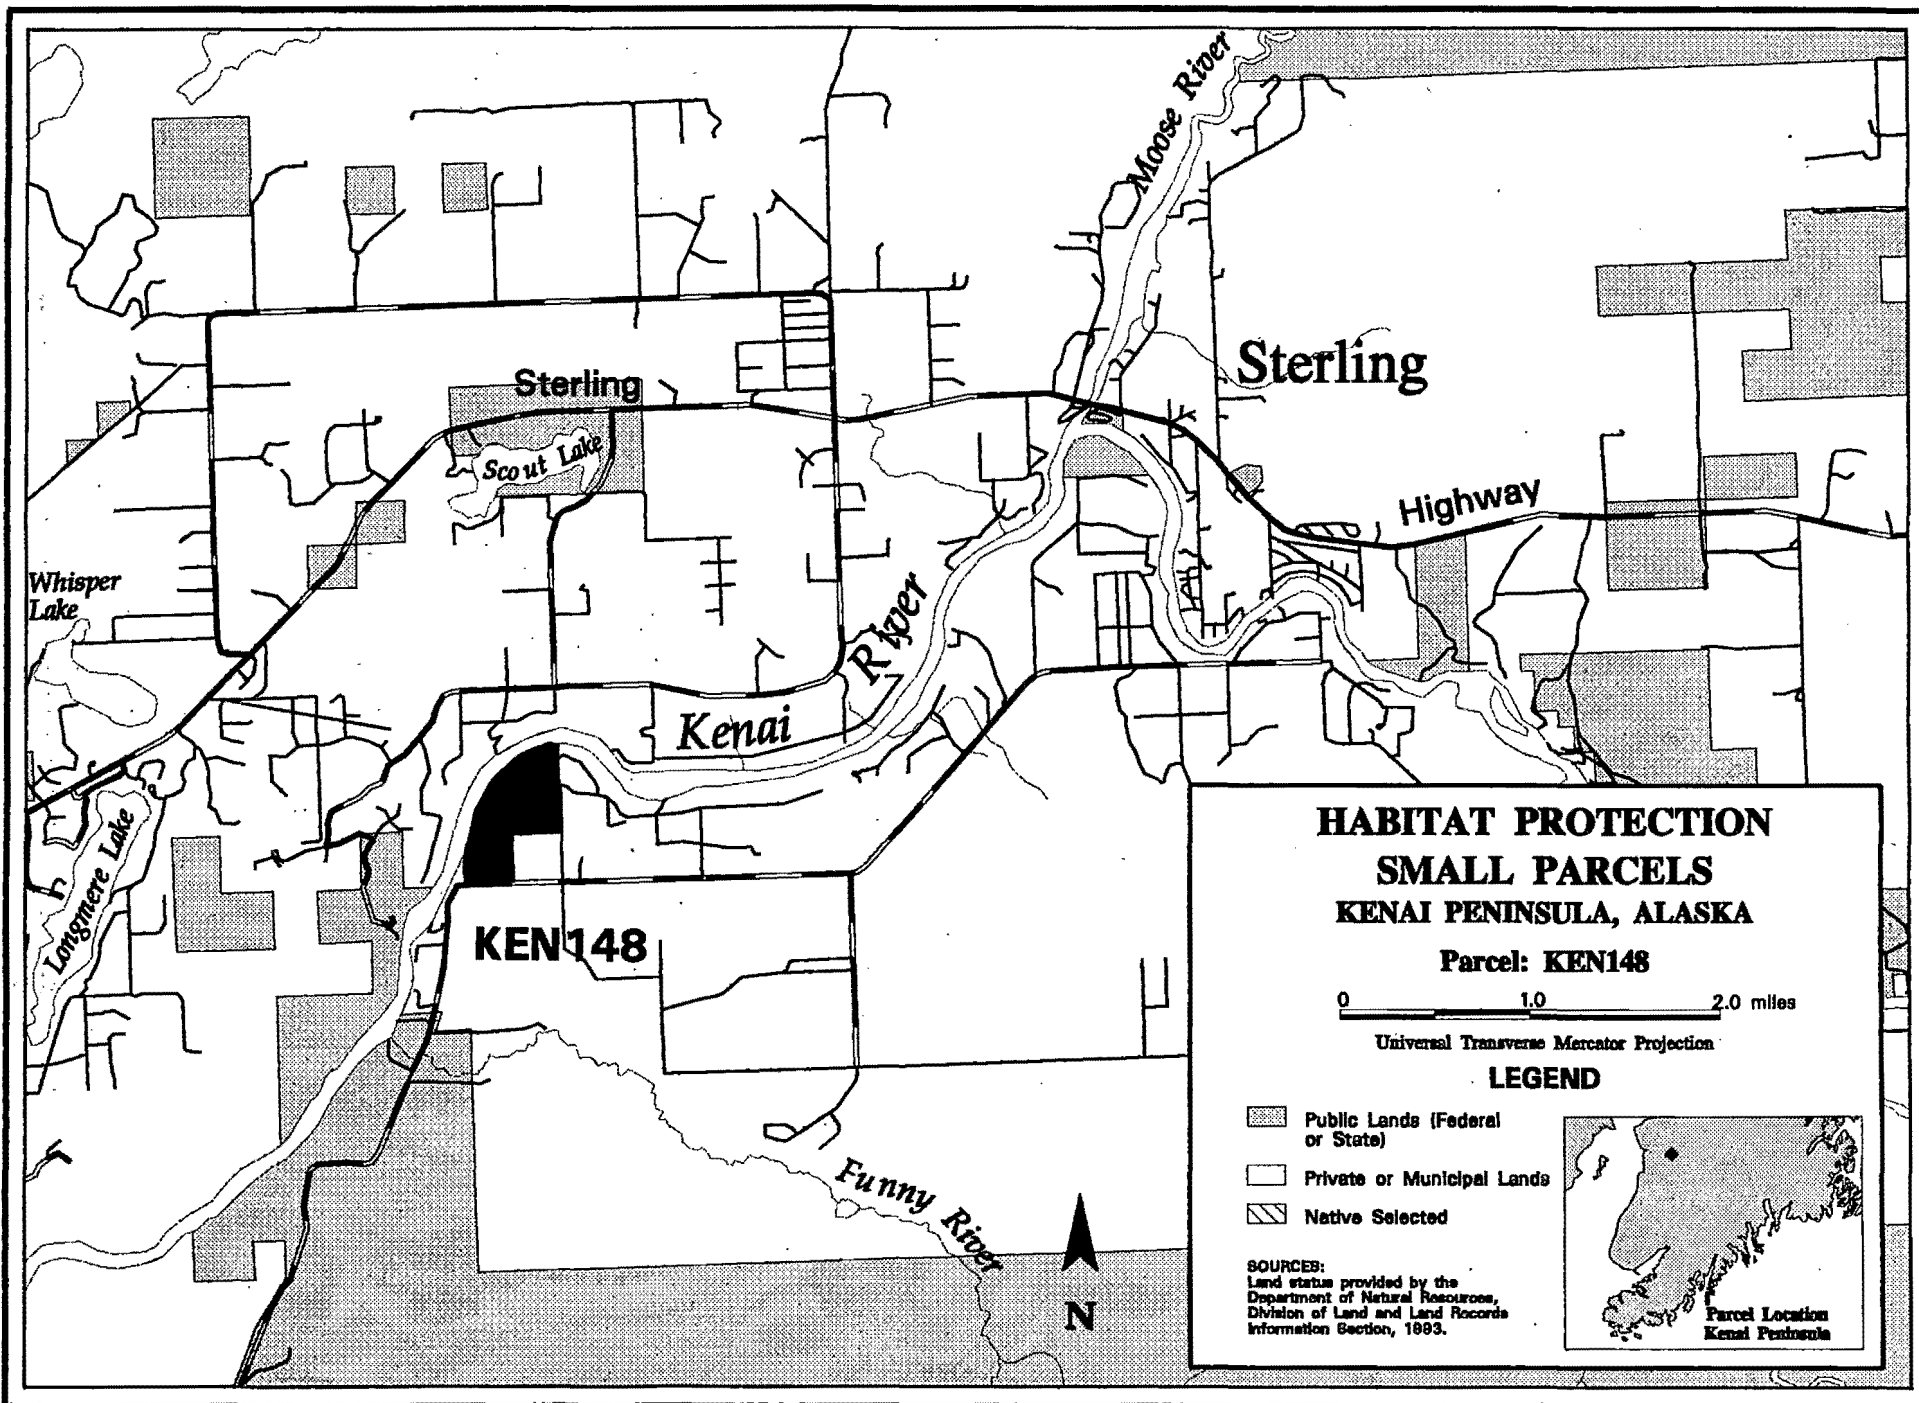 Moose River
Sterling
Sterling
Scout Lake
Highway
Whisper
Lake
River
Kenai
Longmere Lake
KEN148
Funny River
N
HABITAT PROTECTION
SMALL PARCELS
KENAI PENINSULA, ALASKA
Parcel: KEN148
0 1.0 2.0 miles
Universal Transverse Mercator Projection
LEGEND
Public Lands (Federal
or State)
Private or Municipal Lands
Native Selected
SOURCES:
Land status provided by the
Department of Natural Resources,
Division of Land and Land Records
Information Section, 1993.
Parcel Location
Kenai Peninsula